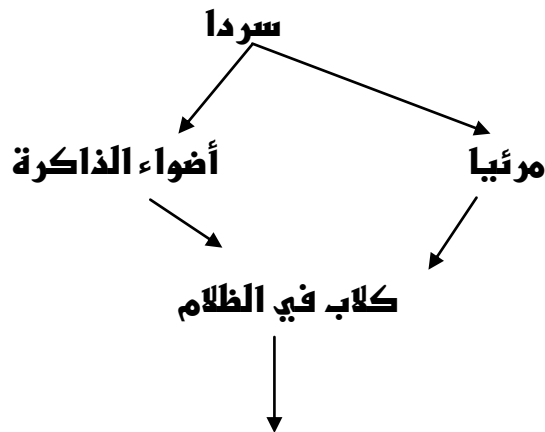 سردا
مرئيا
أضواء الذاكرة
كلاب في الظلام